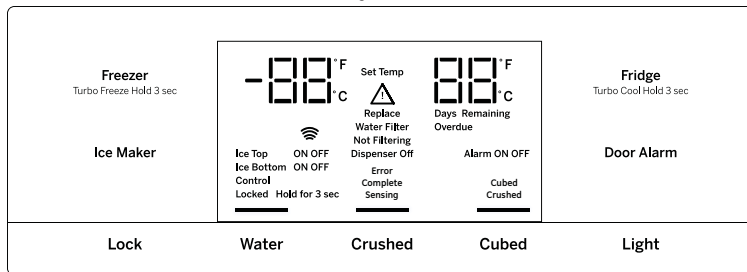 Freezer
Turbo Freeze Hold 3 sec
Ice Maker
-88 °F °C
Set Temp
88 °F °C
Replace
Water Filter
Not Filtering
Dispenser Off
Days Remaining
Overdue
Ice Top ON OFF
Ice Bottom ON OFF
Control
Locked Hold for 3 sec
Error
Complete
Sensing
Alarm ON OFF
Cubed
Crushed
Fridge
Turbo Cool Hold 3 sec
Door Alarm
Lock Water Crushed Cubed Light